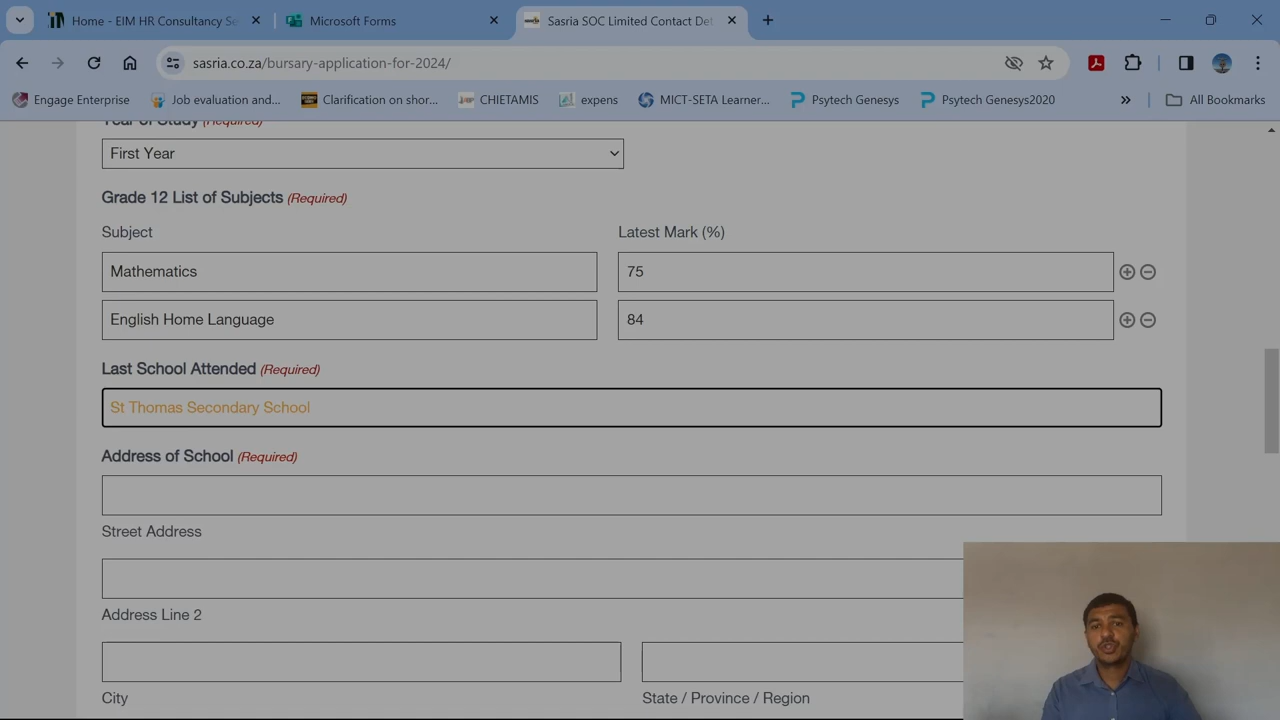 Home - EIM HR Consultancy Se
Microsoft Forms
Sasria SOC Limited Contact Det
sasria.co.za/bursary-application-for-2024/
Engage Enterprise
Job evaluation and...
Clarification on shor...
CHIETAMIS
expens
MICT-SETA Learner...
Psytech Genesys
Psytech Genesys2020
»
All Bookmarks
Year of Study (Required)
First Year
Grade 12 List of Subjects (Required)
Subject
Latest Mark (%)
Mathematics
75
English Home Language
84
Last School Attended (Required)
St Thomas Secondary School
Address of School (Required)
Street Address
Address Line 2
City
State / Province / Region